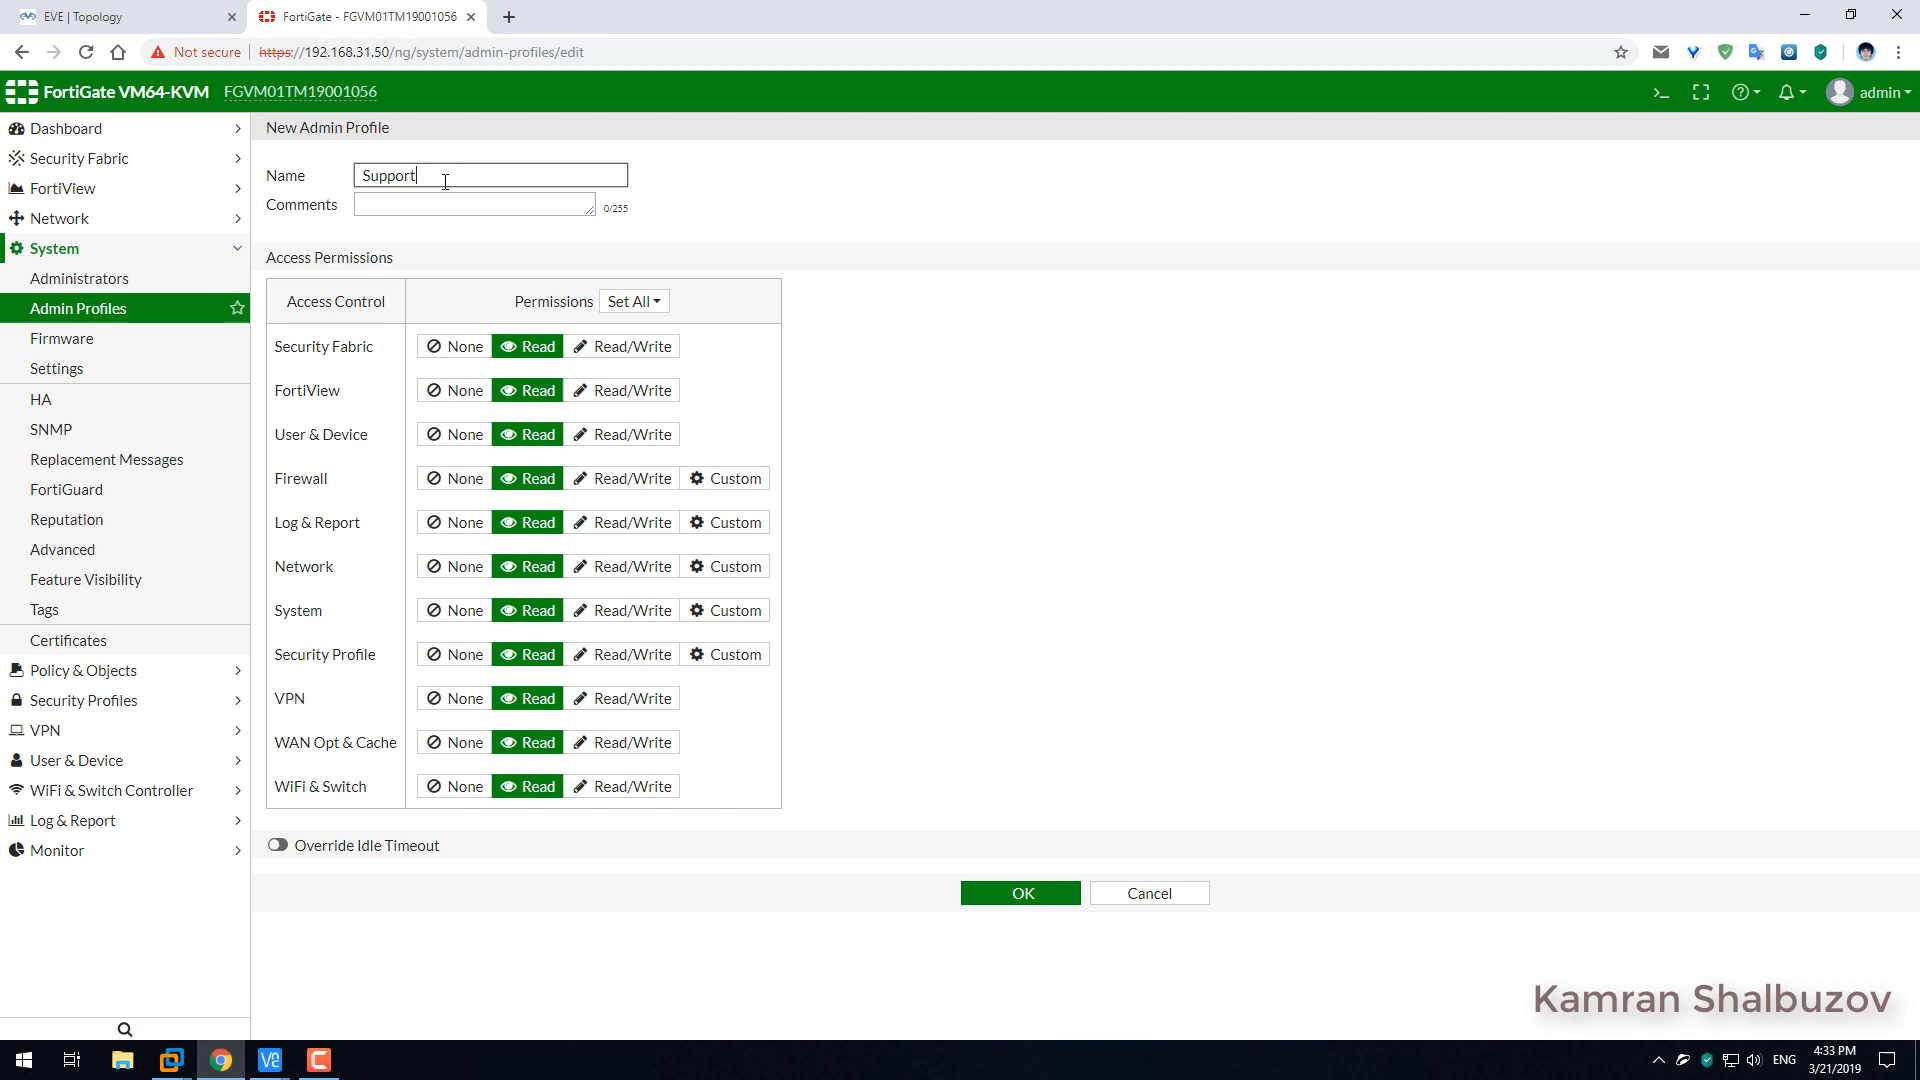 EVE | Topology
FortiGate - FGVM01TM19001056
Not secure | https://192.168.31.50/ng/system/admin-profiles/edit
FortiGate VM64-KVM FGVM01TM19001056
admin
Dashboard
Security Fabric
FortiView
Network
System
Administrators
Admin Profiles
Firmware
Settings
HA
SNMP
Replacement Messages
FortiGuard
Reputation
Advanced
Feature Visibility
Tags
Certificates
Policy & Objects
Security Profiles
VPN
User & Device
WiFi & Switch Controller
Log & Report
Monitor
New Admin Profile
Name Support
Comments 0/255
Access Permissions
Access Control Permissions Set All
Security Fabric None Read Read/Write
FortiView None Read Read/Write
User & Device None Read Read/Write
Firewall None Read Read/Write Custom
Log & Report None Read Read/Write Custom
Network None Read Read/Write Custom
System None Read Read/Write Custom
Security Profile None Read Read/Write Custom
VPN None Read Read/Write
WAN Opt & Cache None Read Read/Write
WiFi & Switch None Read Read/Write
Override Idle Timeout
OK Cancel
Kamran Shalbuzov
ENG
4:33 PM
3/21/2019